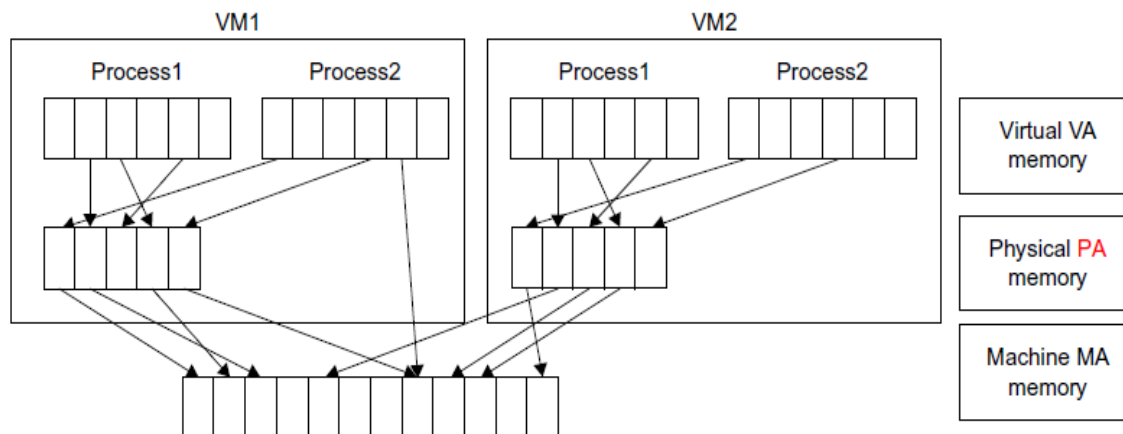 VM1
VM2
Process1
Process2
Process1
Process2
Virtual VA
memory
Physical PA
memory
Machine MA
memory